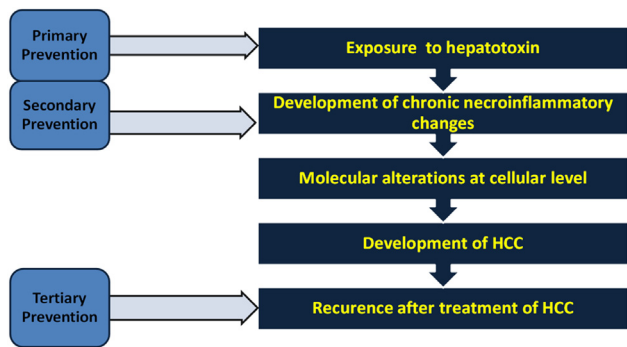 Primary
Prevention
Exposure to hepatotoxin
Secondary
Prevention
Development of chronic necroinflammatory
changes
Molecular alterations at cellular level
Development of HCC
Tertiary
Prevention
Recurence after treatment of HCC